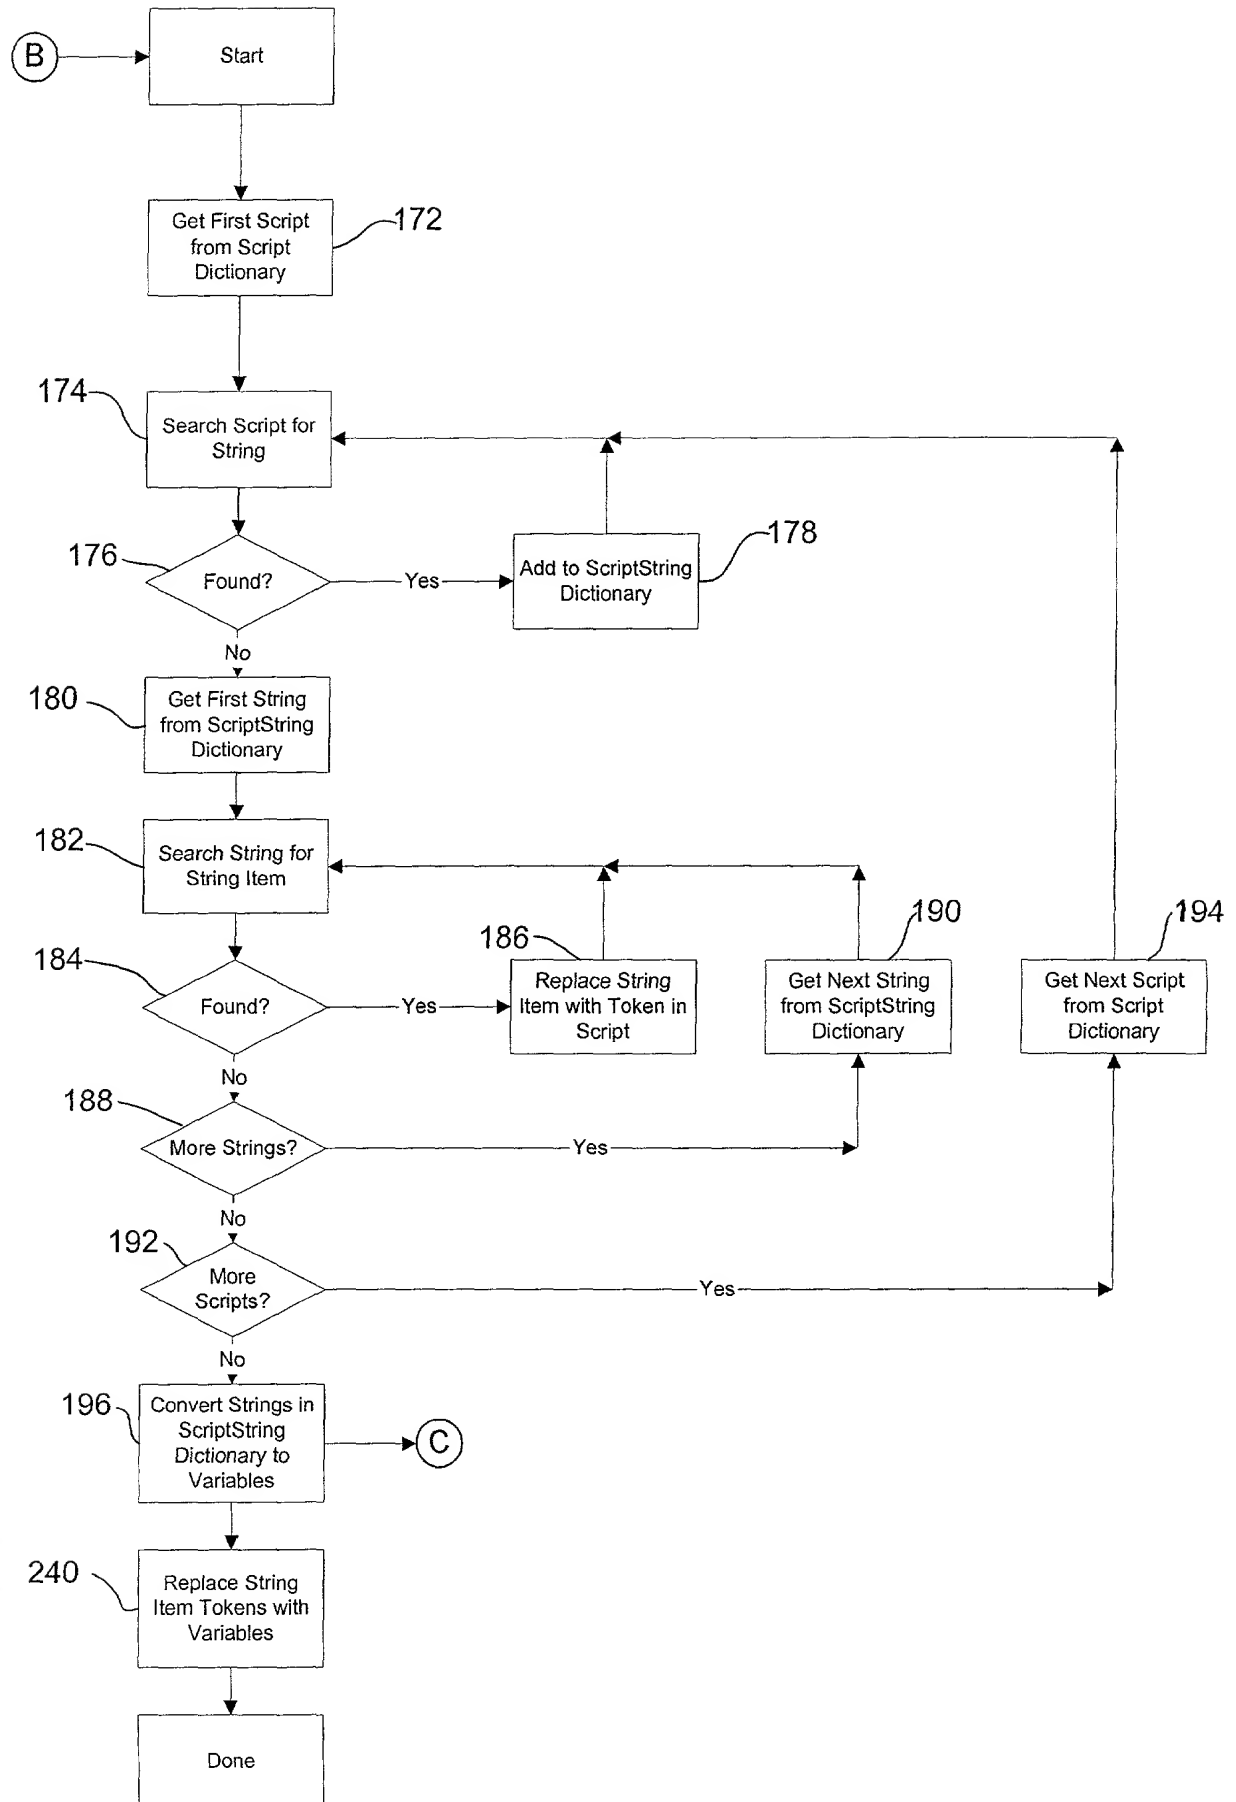 B
Start
Get First Script
from Script
Dictionary
172
174
Search Script for
String
176
Found?
Yes
Add to ScriptString
Dictionary
178
No
180
Get First String
from ScriptString
Dictionary
182
Search String for
String Item
184
Found?
Yes
186
Replace String
Item with Token in
Script
190
Get Next String
from ScriptString
Dictionary
194
Get Next Script
from Script
Dictionary
No
188
More Strings?
Yes
No
192
More
Scripts?
Yes
No
196
Convert Strings in
ScriptString
Dictionary to
Variables
C
240
Replace String
Item Tokens with
Variables
Done